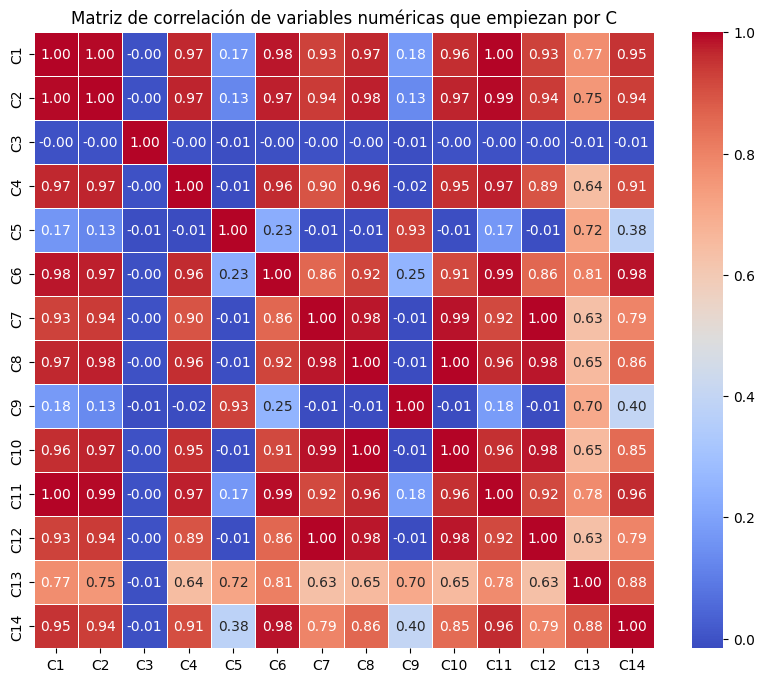 Matriz de correlación de variables numéricas que empiezan por C
C1 1.00 1.00 -0.00 0.97 0.17 0.98 0.93 0.97 0.18 0.96 1.00 0.93 0.77 0.95
C2 1.00 1.00 -0.00 0.97 0.13 0.97 0.94 0.98 0.13 0.97 0.99 0.94 0.75 0.94
C3 -0.00 -0.00 1.00 -0.00 -0.01 -0.00 -0.00 -0.00 -0.01 -0.00 -0.00 -0.00 -0.01 -0.01
C4 0.97 0.97 -0.00 1.00 -0.01 0.96 0.90 0.96 -0.02 0.95 0.97 0.89 0.64 0.91
C5 0.17 0.13 -0.01 -0.01 1.00 0.23 -0.01 -0.01 0.93 -0.01 0.17 -0.01 0.72 0.38
C6 0.98 0.97 -0.00 0.96 0.23 1.00 0.86 0.92 0.25 0.91 0.99 0.86 0.81 0.98
C7 0.93 0.94 -0.00 0.90 -0.01 0.86 1.00 0.98 -0.01 0.99 0.92 1.00 0.63 0.79
C8 0.97 0.98 -0.00 0.96 -0.01 0.92 0.98 1.00 -0.01 1.00 0.96 0.98 0.65 0.86
C9 0.18 0.13 -0.01 -0.02 0.93 0.25 -0.01 -0.01 1.00 -0.01 0.18 -0.01 0.70 0.40
C10 0.96 0.97 -0.00 0.95 -0.01 0.91 0.99 1.00 -0.01 1.00 0.96 0.98 0.65 0.85
C11 1.00 0.99 -0.00 0.97 0.17 0.99 0.92 0.96 0.18 0.96 1.00 0.92 0.78 0.96
C12 0.93 0.94 -0.00 0.89 -0.01 0.86 1.00 0.98 -0.01 0.98 0.92 1.00 0.63 0.79
C13 0.77 0.75 -0.01 0.64 0.72 0.81 0.63 0.65 0.70 0.65 0.78 0.63 1.00 0.88
C14 0.95 0.94 -0.01 0.91 0.38 0.98 0.79 0.86 0.40 0.85 0.96 0.79 0.88 1.00
C1 C2 C3 C4 C5 C6 C7 C8 C9 C10 C11 C12 C13 C14
1.0
0.8
0.6
0.4
0.2
0.0